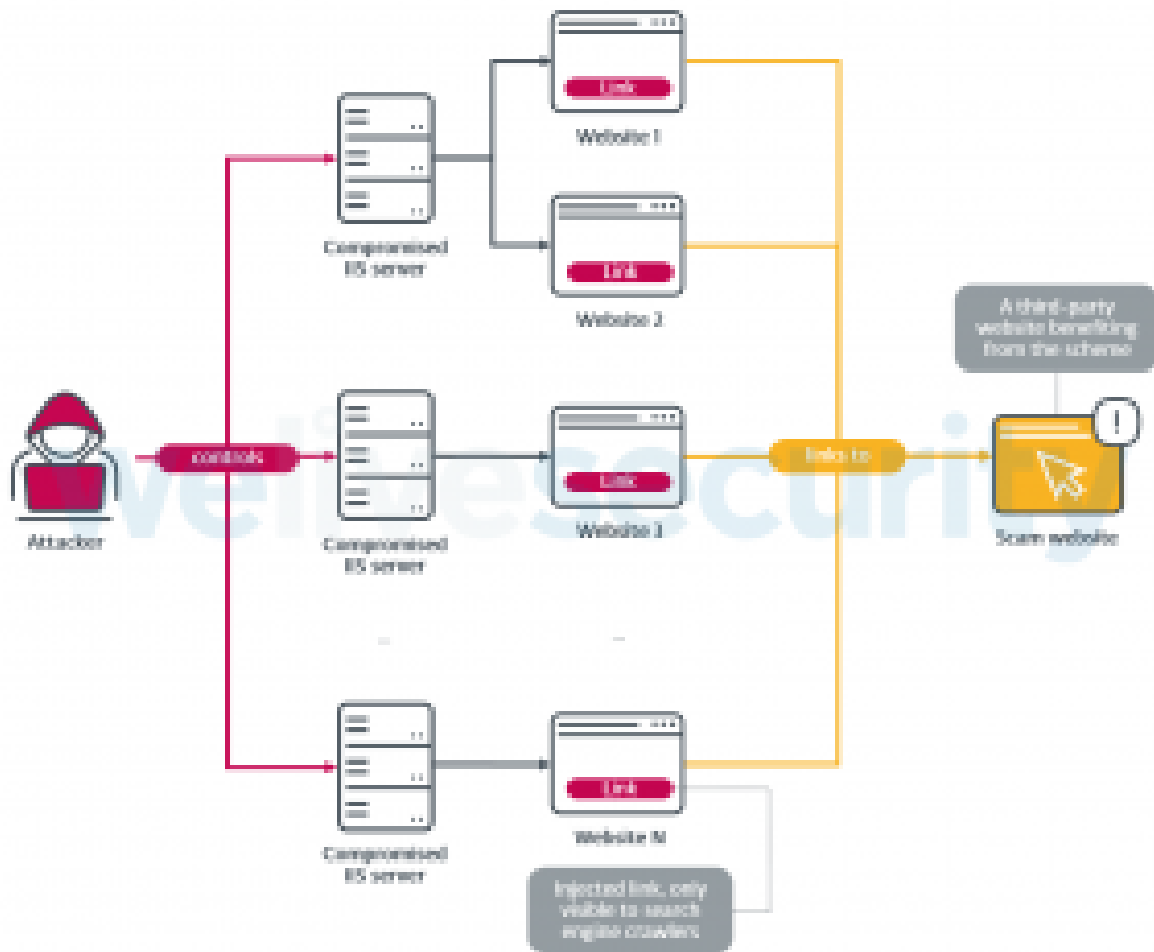 Link
Website 1
Compromised
IIS server
Link
Website 2
A third-party
website benefiting
from the scheme
welivesecurity
controls
Link
links to
Attacker
Compromised
IIS server
Website 3
Scam website
Link
Compromised
IIS server
Website N
Injected link, only
visible to search
engine crawlers